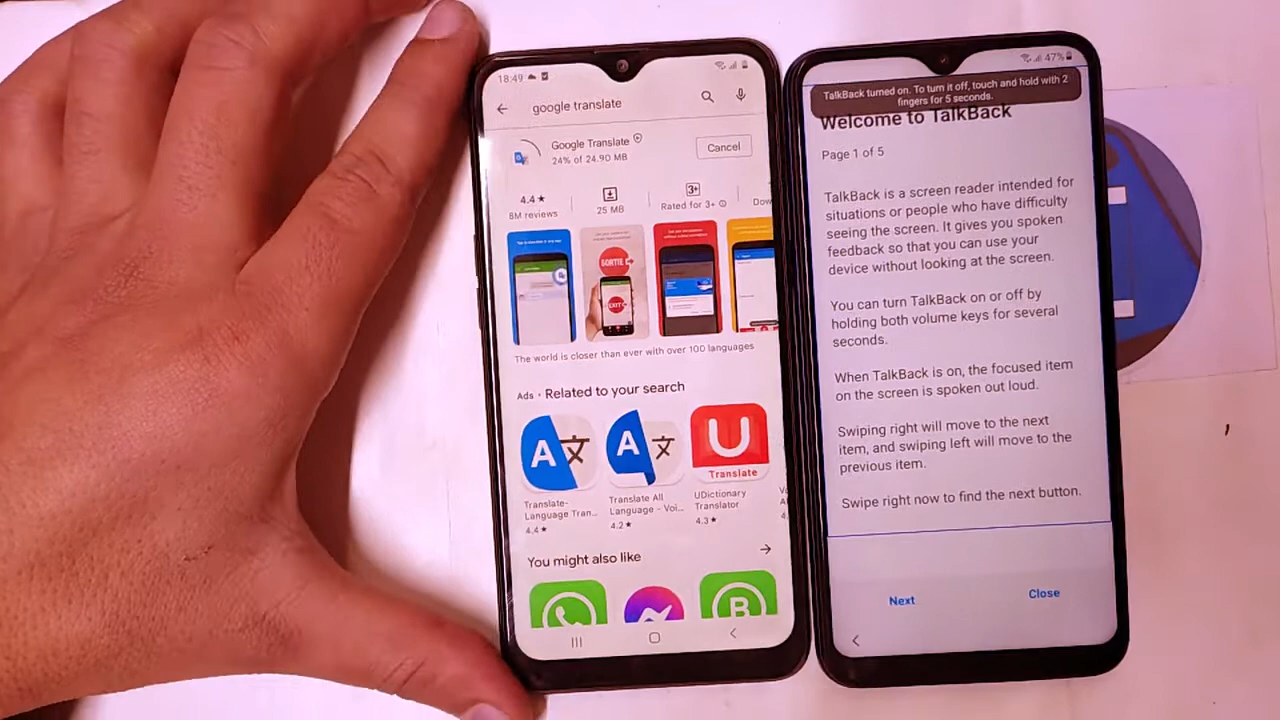 18:49
google translate
Google Translate
24% of 24.90 MB
Cancel
4.4★
8M reviews
25 MB
3+
Rated for 3+
Dow
SORTIE
EXIT
The world is closer than ever with over 100 languages
Ads · Related to your search
A 文
A 文
U
Translate
Translate-
Language Tran...
4.4★
Translate All
Language - Voi...
4.2★
UDictionary
Translator
4.3★
4.
You might also like
B
47%
TalkBack turned on. To turn it off, touch and hold with 2
fingers for 5 seconds.
Welcome to TalkBack
Page 1 of 5
TalkBack is a screen reader intended for
situations or people who have difficulty
seeing the screen. It gives you spoken
feedback so that you can use your
device without looking at the screen.
You can turn TalkBack on or off by
holding both volume keys for several
seconds.
When TalkBack is on, the focused item
on the screen is spoken out loud.
Swiping right will move to the next
item, and swiping left will move to the
previous item.
Swipe right now to find the next button.
Next
Close